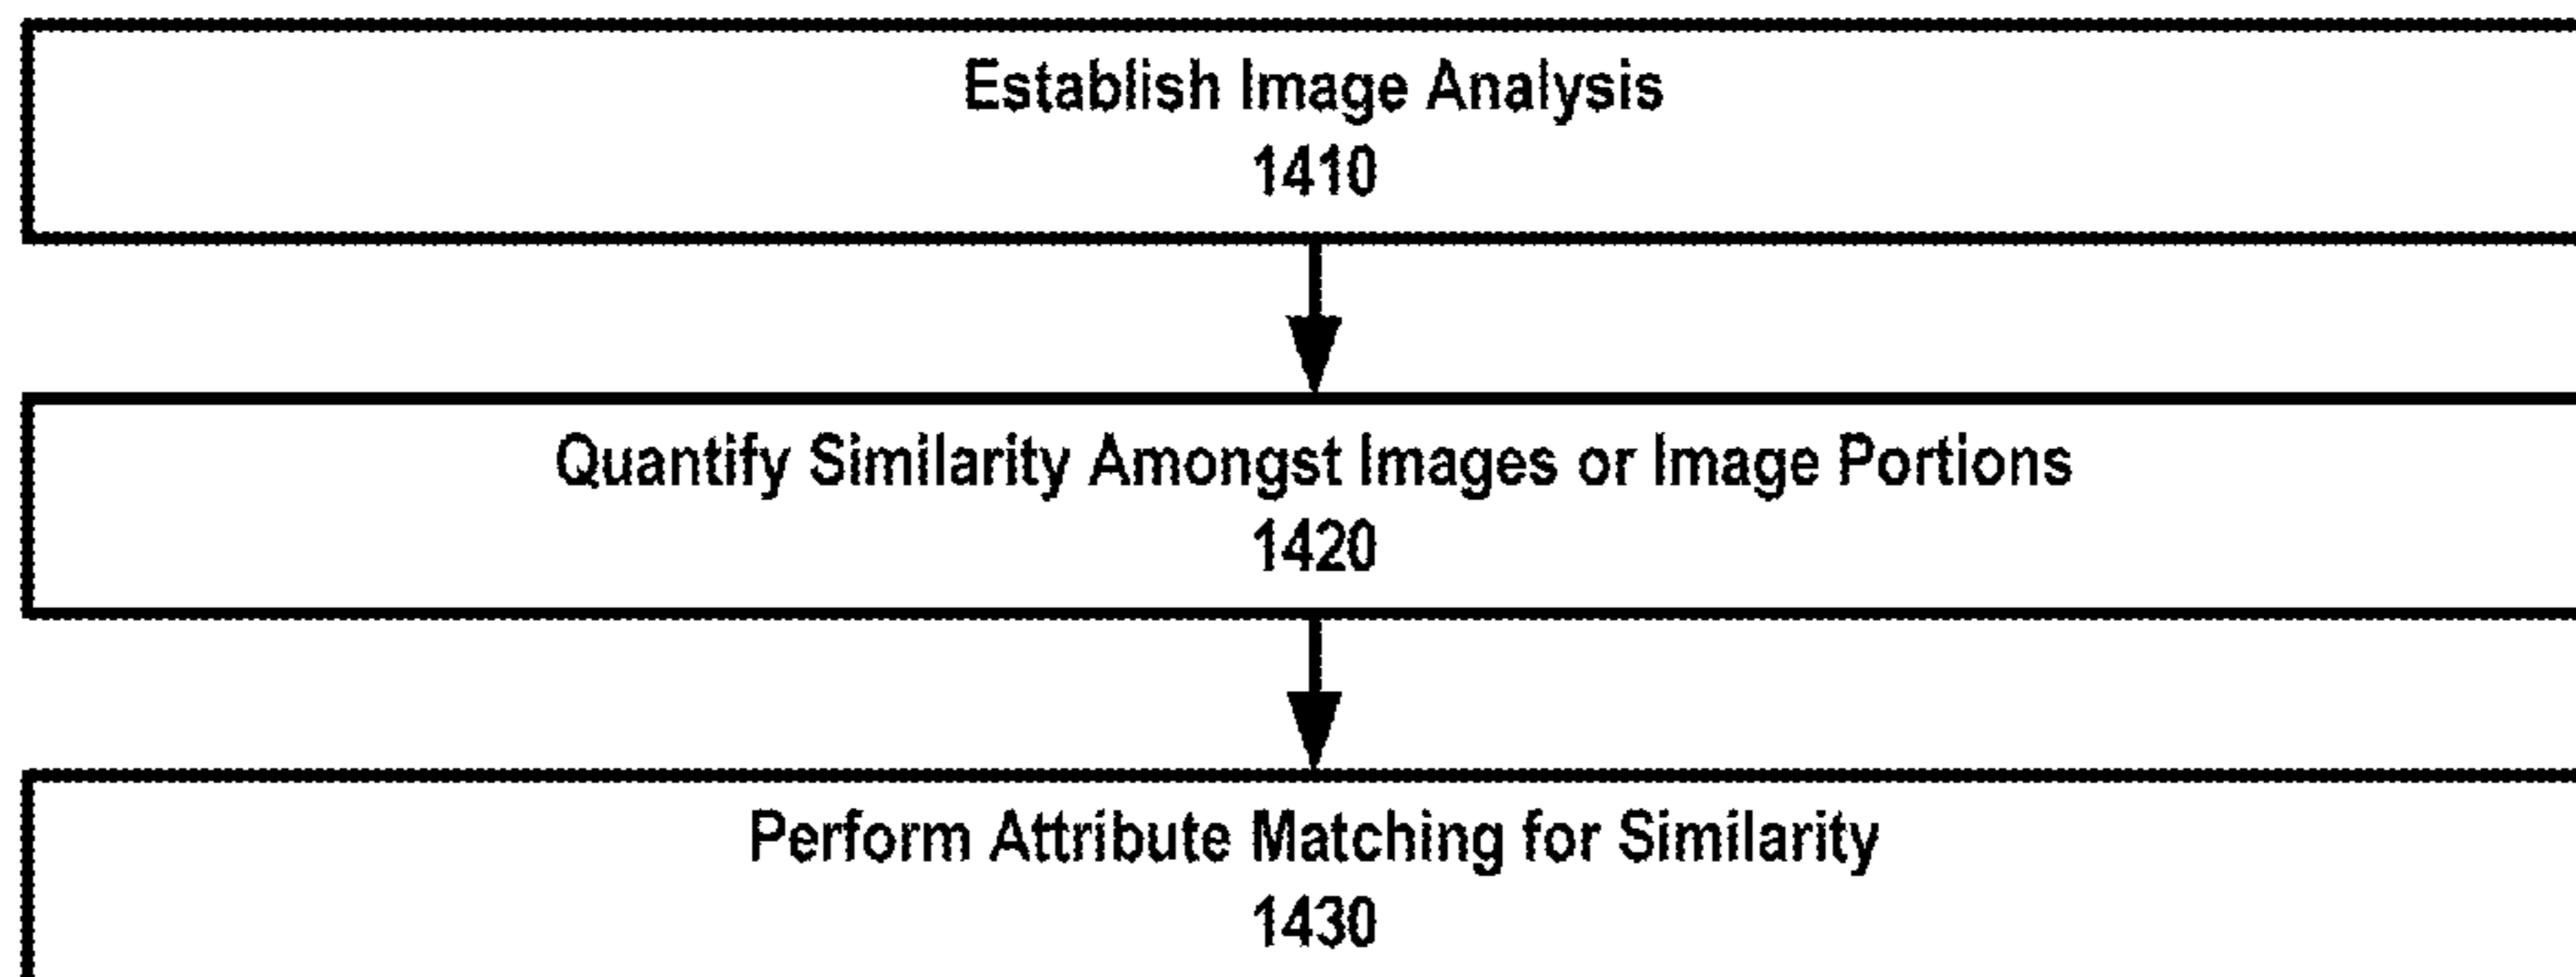 Establish Image Analysis
1410
Quantify Similarity Amongst Images or Image Portions
1420
Perform Attribute Matching for Similarity
1430